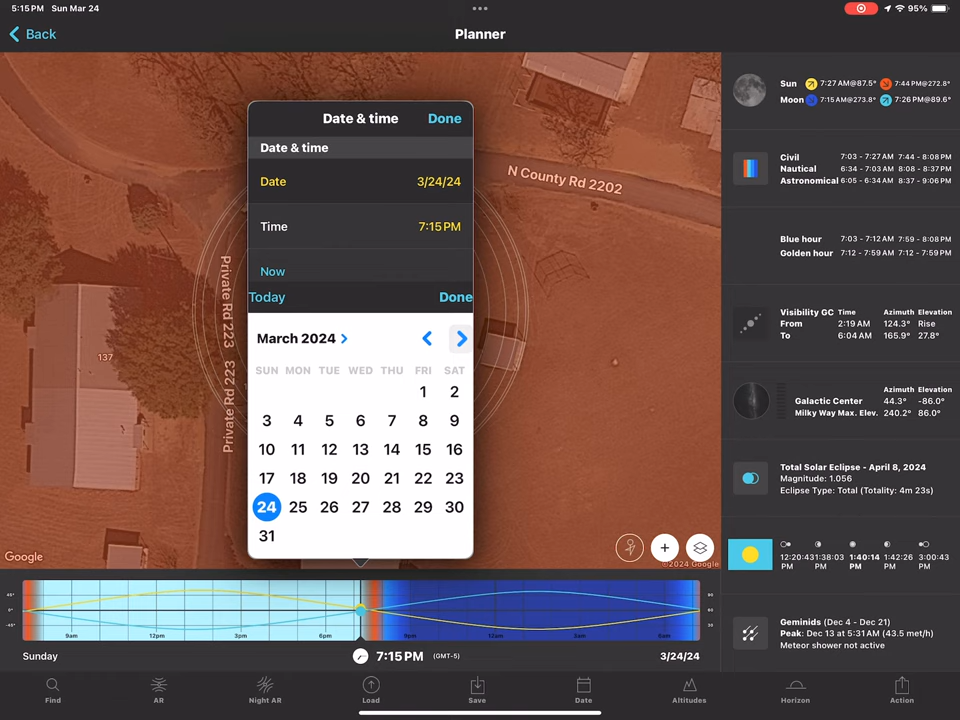 5:15 PM Sun Mar 24
95%
Back
Planner
Date & time
Done
Date & time
Date
3/24/24
Time
7:15 PM
Now
Today
Done
March 2024
SUN MON TUE WED THU FRI SAT
1 2
3 4 5 6 7 8 9
10 11 12 13 14 15 16
17 18 19 20 21 22 23
24 25 26 27 28 29 30
31
N County Rd 2202
Private Rd 223
Private Rd 223
137
Google
©2024 Google
Sun 7:27 AM@87.5° 7:44 PM@272.8°
Moon 7:15 AM@273.8° 7:26 PM@89.6°
Civil 7:03 - 7:27 AM 7:44 - 8:08 PM
Nautical 6:34 - 7:03 AM 8:08 - 8:37 PM
Astronomical 6:05 - 6:34 AM 8:37 - 9:06 PM
Blue hour 7:03 - 7:12 AM 7:59 - 8:08 PM
Golden hour 7:12 - 7:59 AM 7:12 - 7:59 PM
Visibility GC Time Azimuth Elevation
From 2:19 AM 124.3° Rise
To 6:04 AM 165.9° 27.8°
Azimuth Elevation
Galactic Center 44.3° -86.0°
Milky Way Max. Elev. 240.2° 86.0°
Total Solar Eclipse - April 8, 2024
Magnitude: 1.056
Eclipse Type: Total (Totality: 4m 23s)
12:20:43 PM
1:38:03 PM
1:40:14 PM
1:42:26 PM
3:00:43 PM
Geminids (Dec 4 - Dec 21)
Peak: Dec 13 at 5:31 AM (43.5 met/h)
Meteor shower not active
45°
0°
-45°
9am 12pm 3pm 6pm 9pm 12am 3am 6am
90
60
30
Sunday
7:15 PM (GMT-5)
3/24/24
Find
AR
Night AR
Load
Save
Date
Altitudes
Horizon
Action